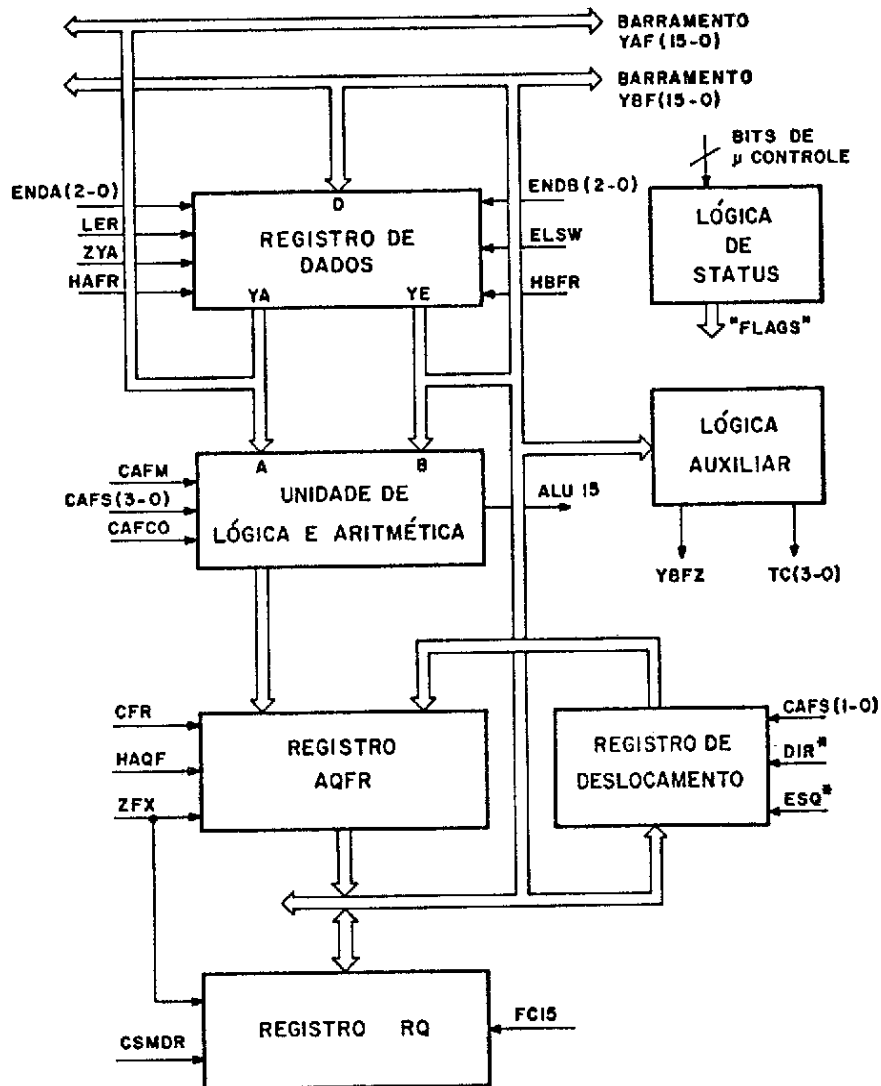 BARRAMENTO
YAF(15-0)
BARRAMENTO
YBF(15-0)
BITS DE
μ CONTROLE
ENDA(2-0)
LER
ZYA
HAFR
D
REGISTRO DE
DADOS
YA
YE
ENDB(2-0)
ELSW
HBFR
LÓGICA
DE
STATUS
"FLAGS"
CAFM
CAFS(3-0)
CAFCO
A
B
UNIDADE DE
LÓGICA E ARITMÉTICA
ALU 15
LÓGICA
AUXILIAR
YBFZ
TC(3-0)
CFR
HAQF
ZFX
REGISTRO
AQFR
REGISTRO DE
DESLOCAMENTO
CAFS(1-0)
DIR*
ESQ*
CSMDR
REGISTRO RQ
FC15